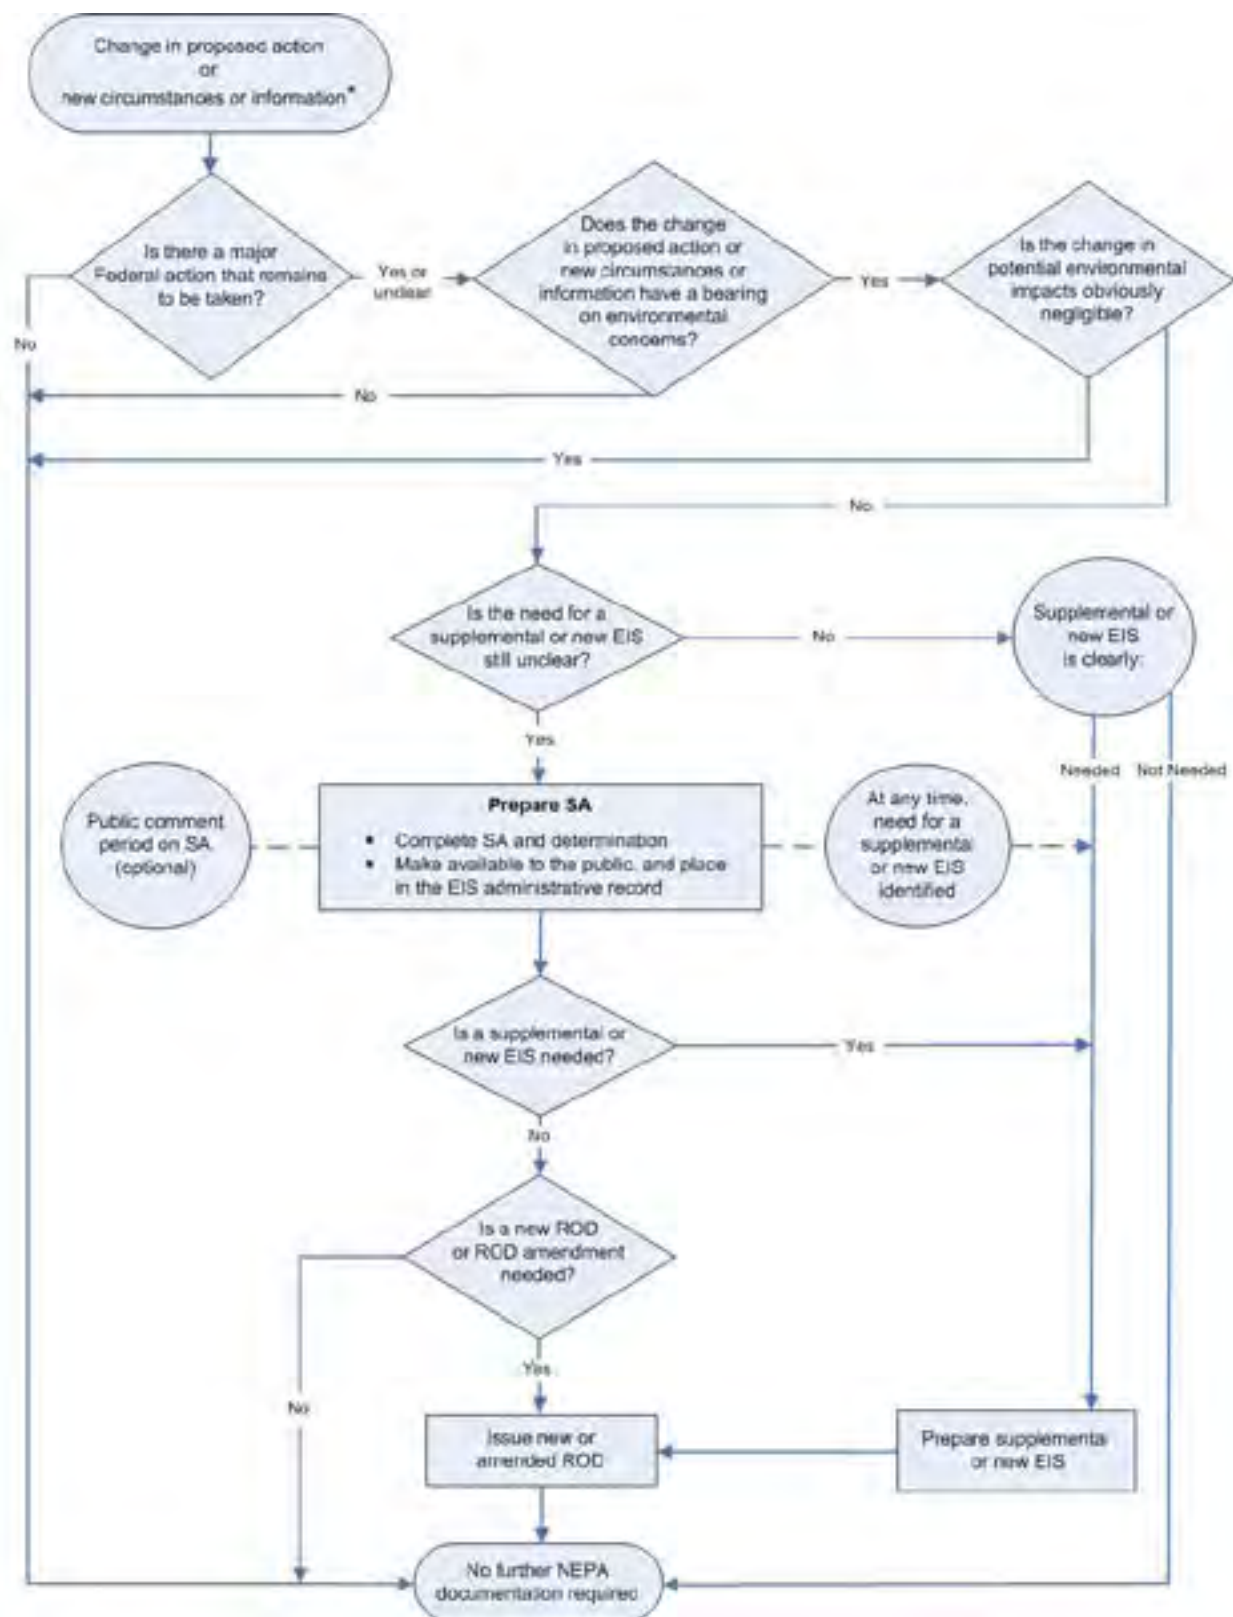 Change in proposed action
or
new circumstances or information*
Is there a major
Federal action that remains
to be taken?
Yes or
unclear
Does the change
in proposed action or
new circumstances or
information have a bearing
on environmental
concerns?
Yes
Is the change in
potential environmental
impacts obviously
negligible?
No
No
Yes
No
Is the need for a
supplemental or new EIS
still unclear?
No
Supplemental or
new EIS
is clearly:
Yes
Needed
Not Needed
Public comment
period on SA
(optional)
Prepare SA
▪ Complete SA and determination
▪ Make available to the public, and place
in the EIS administrative record
At any time,
need for a
supplemental
or new EIS
identified
Is a supplemental or
new EIS needed?
Yes
No
Is a new ROD
or ROD amendment
needed?
Yes
No
Issue new or
amended ROD
Prepare supplemental
or new EIS
No further NEPA
documentation required